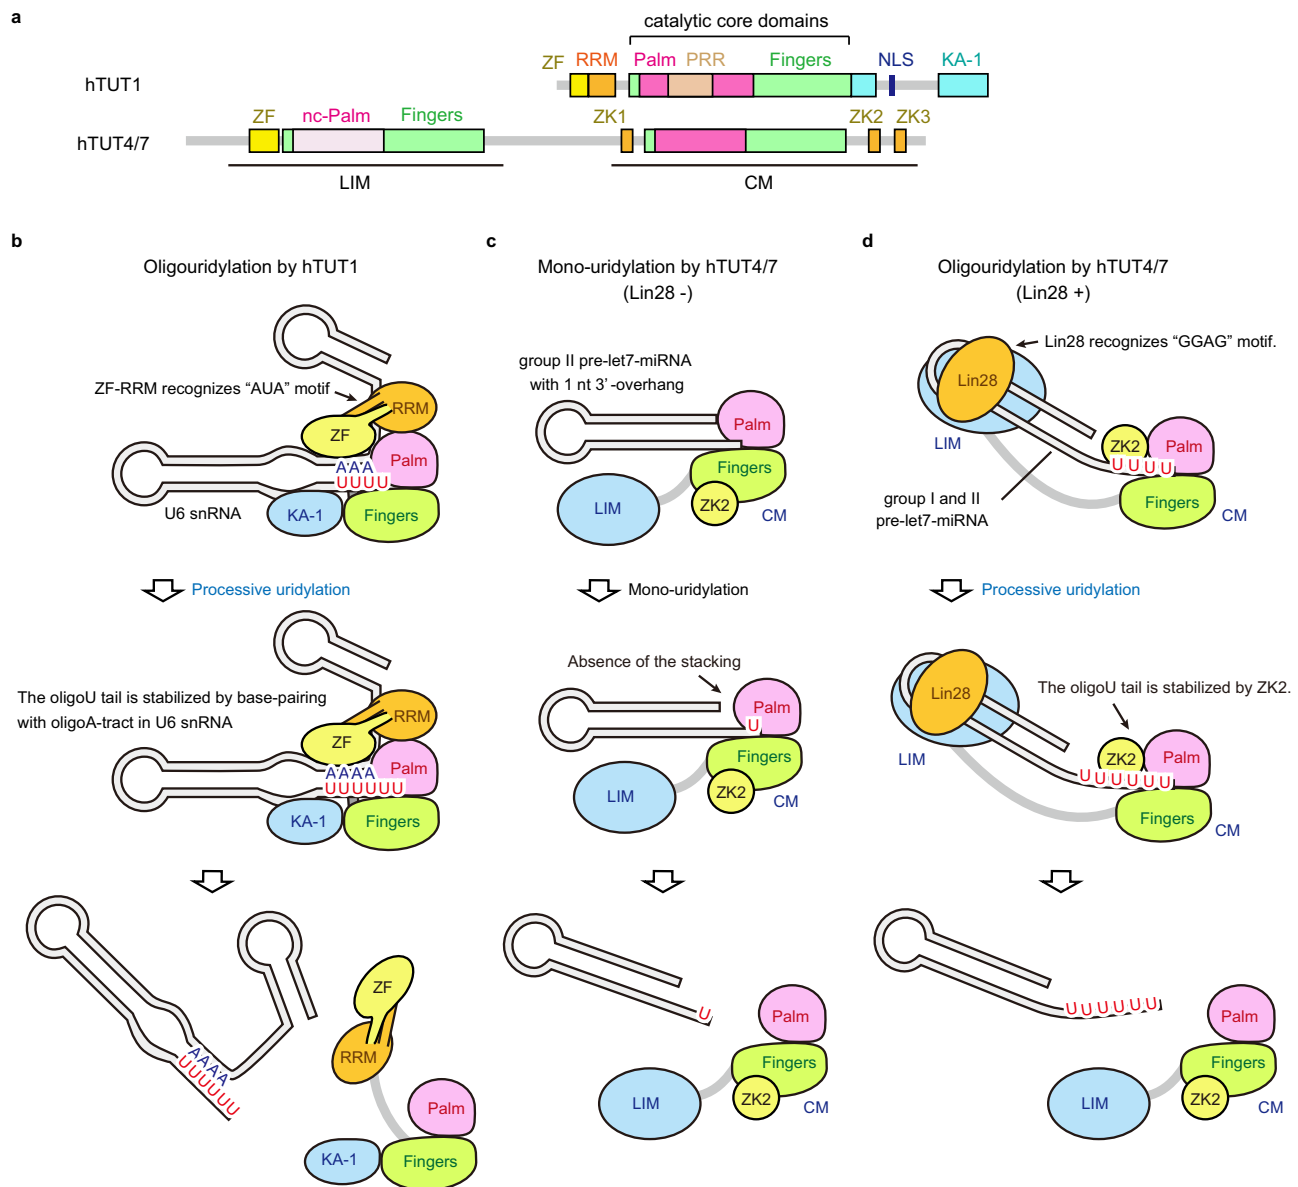 a
catalytic core domains
ZF RRM Palm PRR Fingers NLS KA-1
hTUT1
ZF nc-Palm Fingers ZK1 ZK2 ZK3
hTUT4/7
LIM CM
b
Oligouridylation by hTUT1
ZF-RRM recognizes “AUA” motif
RRM
ZF
Palm
AAA
UUUU
U6 snRNA
KA-1
Fingers
Processive uridylation
The oligoU tail is stabilized by base-pairing
with oligoA-tract in U6 snRNA
RRM
ZF
Palm
AAAA
UUUUUU
KA-1
Fingers
AAAA
UUUUUU
ZF
RRM
Palm
KA-1
Fingers
c
Mono-uridylation by hTUT4/7
(Lin28 -)
group II pre-let7-miRNA
with 1 nt 3’-overhang
Palm
Fingers
LIM
ZK2
CM
Mono-uridylation
Absence of the stacking
Palm
U
Fingers
LIM
ZK2
CM
U
Palm
Fingers
LIM
ZK2
CM
d
Oligouridylation by hTUT4/7
(Lin28 +)
Lin28 recognizes “GGAG” motif.
Lin28
LIM
ZK2
Palm
UUUU
Fingers
group I and II
pre-let7-miRNA
CM
Processive uridylation
The oligoU tail is stabilized by ZK2.
Lin28
LIM
ZK2
Palm
UUUUUU
Fingers
CM
UUUUUU
Palm
Fingers
LIM
ZK2
CM